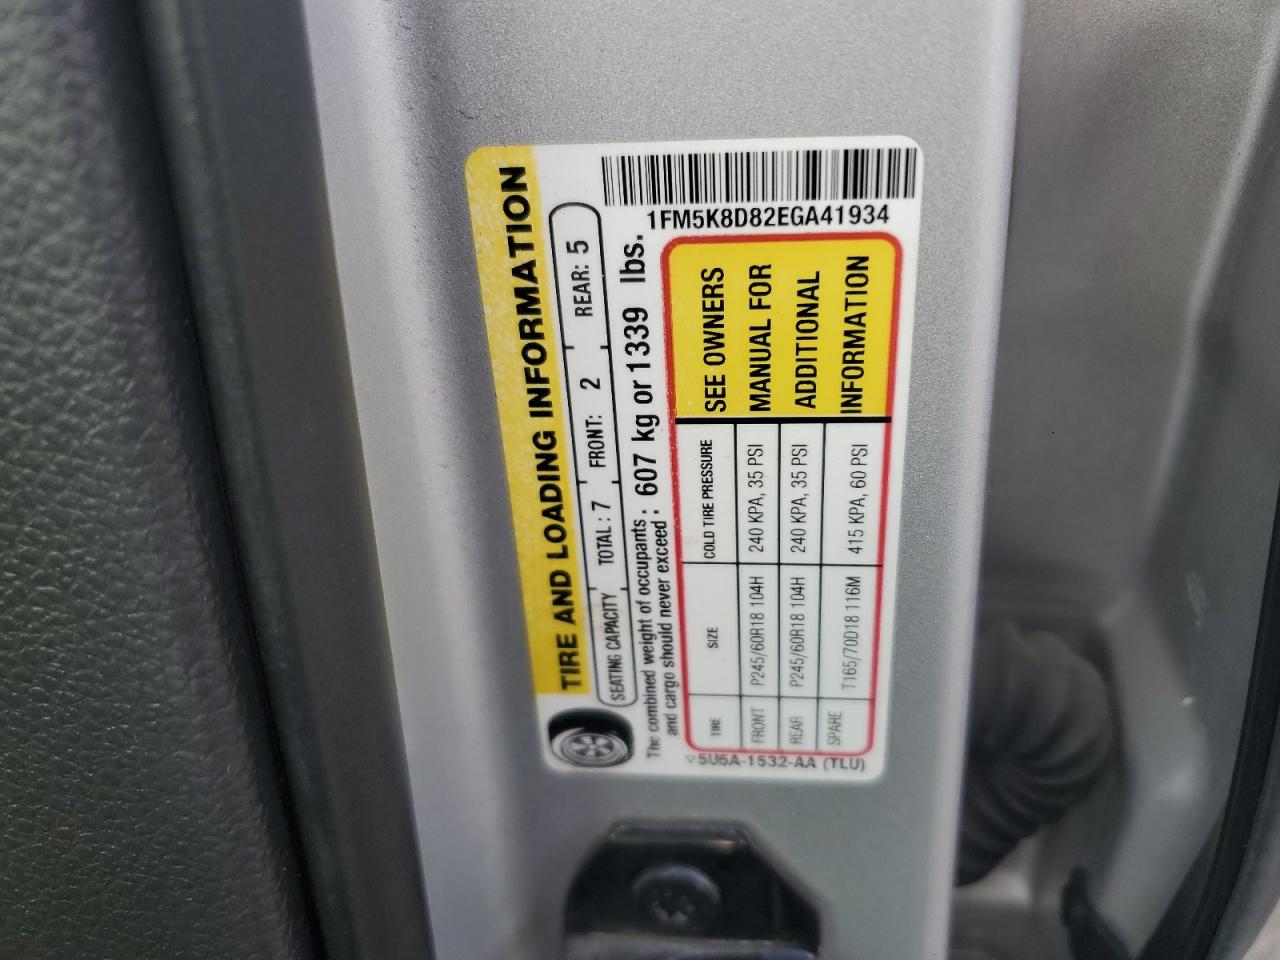 TIRE AND LOADING INFORMATION
SEATING CAPACITY TOTAL: 7 FRONT: 2 REAR: 5
The combined weight of occupants and cargo should never exceed: 607 kg or 1339 lbs.
TIRE SIZE COLD TIRE PRESSURE
FRONT P245/60R18 104H 240 KPA, 35 PSI
REAR P245/60R18 104H 240 KPA, 35 PSI
SPARE T165/70D18 116M 415 KPA, 60 PSI
SEE OWNERS
MANUAL FOR
ADDITIONAL
INFORMATION
1FM5K8D82EGA41934
▽5U5A-1532-AA (TLU)